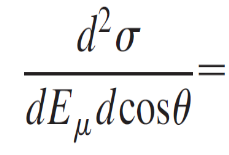 d²σ
dE_μ dcosθ =